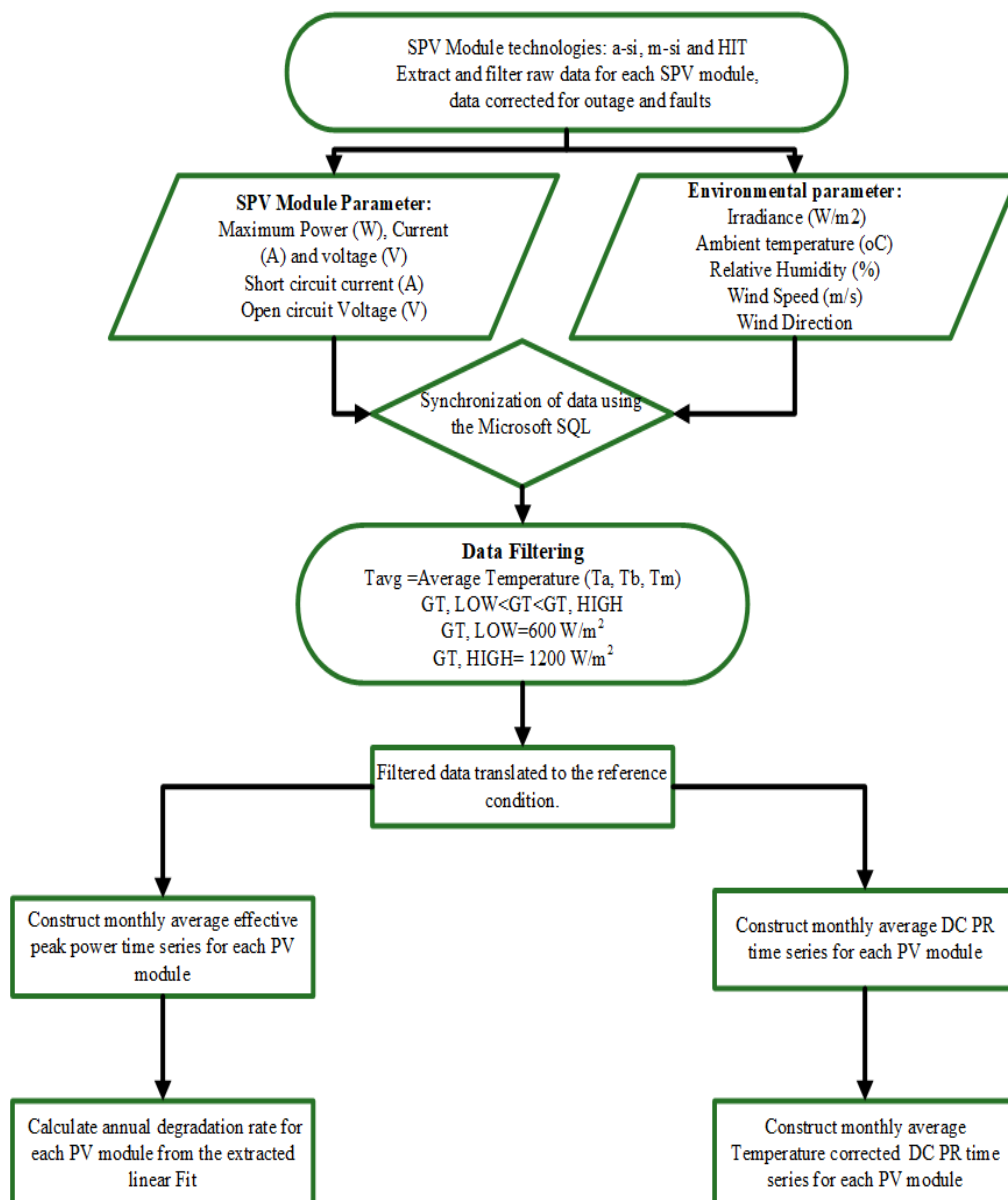 SPV Module technologies: a-si, m-si and HIT
Extract and filter raw data for each SPV module,
data corrected for outage and faults
SPV Module Parameter:
Maximum Power (W), Current
(A) and voltage (V)
Short circuit current (A)
Open circuit Voltage (V)
Environmental parameter:
Irradiance (W/m2)
Ambient temperature (oC)
Relative Humidity (%)
Wind Speed (m/s)
Wind Direction
Synchronization of data using
the Microsoft SQL
Data Filtering
Tavg =Average Temperature (Ta, Tb, Tm)
GT, LOW<GT<GT, HIGH
GT, LOW=600 W/m²
GT, HIGH= 1200 W/m²
Filtered data translated to the reference
condition.
Construct monthly average effective
peak power time series for each PV
module
Construct monthly average DC PR
time series for each PV module
Calculate annual degradation rate for
each PV module from the extracted
linear Fit
Construct monthly average
Temperature corrected DC PR time
series for each PV module